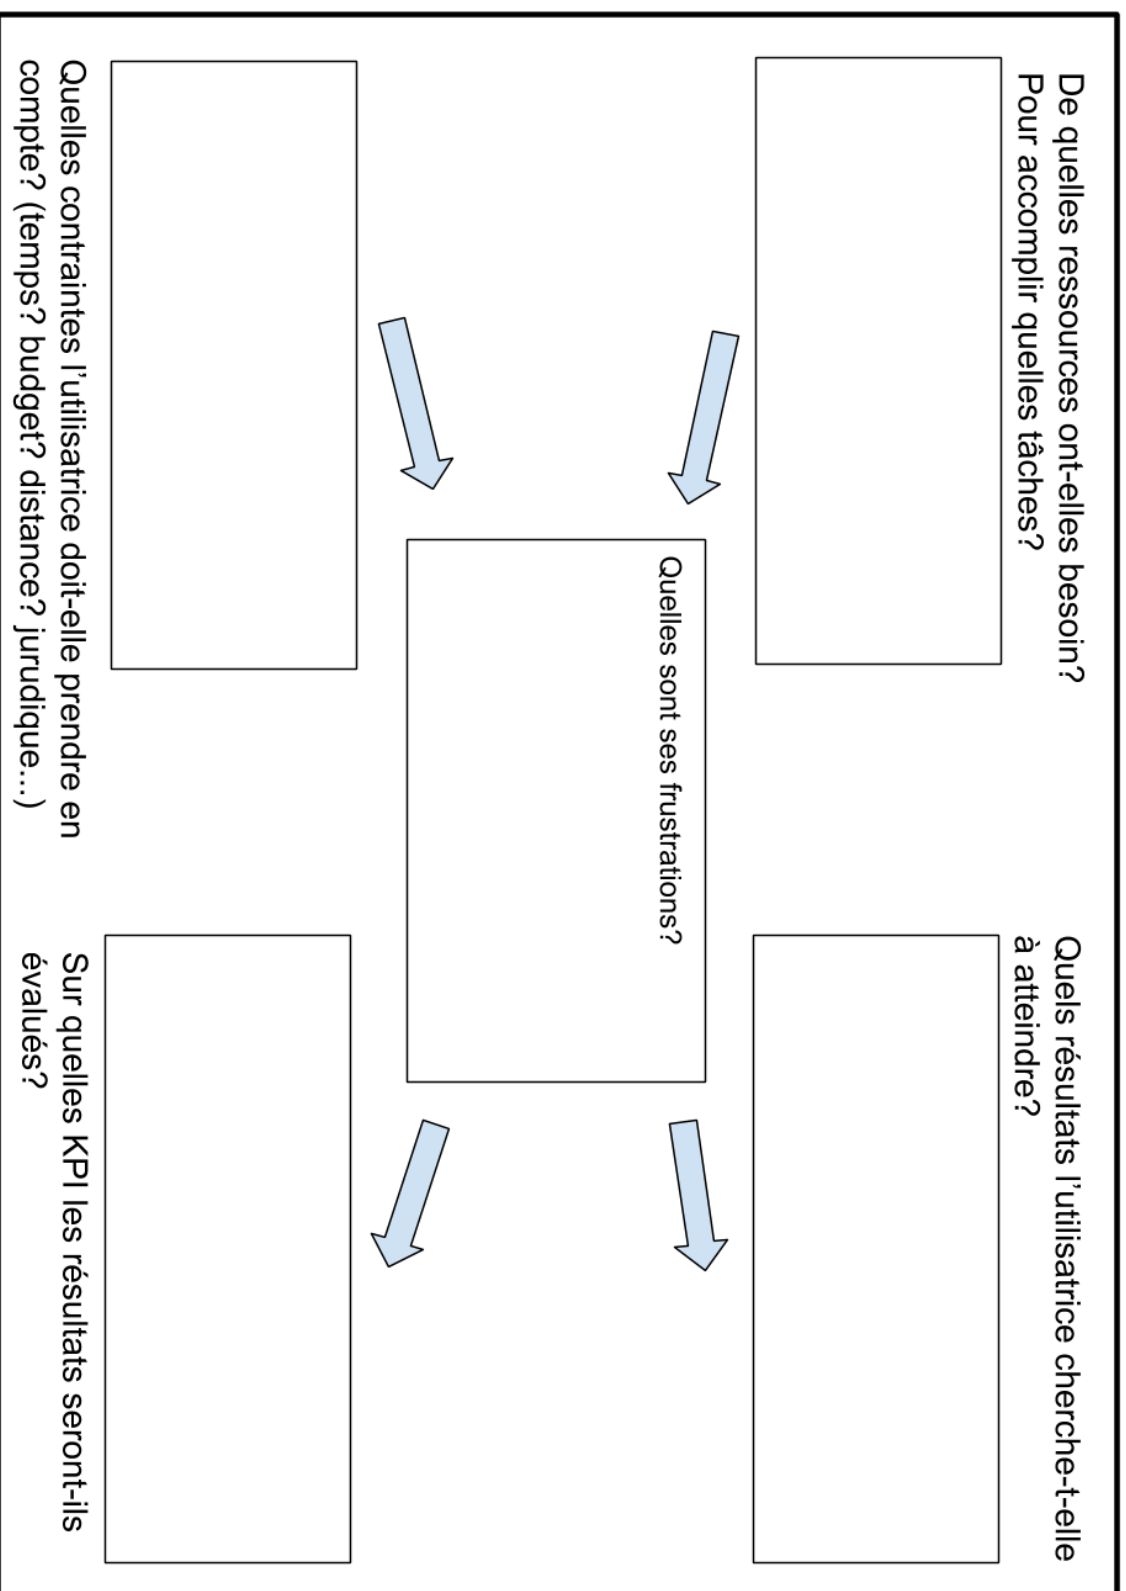 De quelles ressources ont-elles besoin?
Pour accomplir quelles tâches?
Quels résultats l'utilisatrice cherche-t-elle
à atteindre?
Quelles sont ses frustrations?
Quelles contraintes l'utilisatrice doit-elle prendre en
compte? (temps? budget? distance? jurudique...)
Sur quelles KPI les résultats seront-ils
évalués?